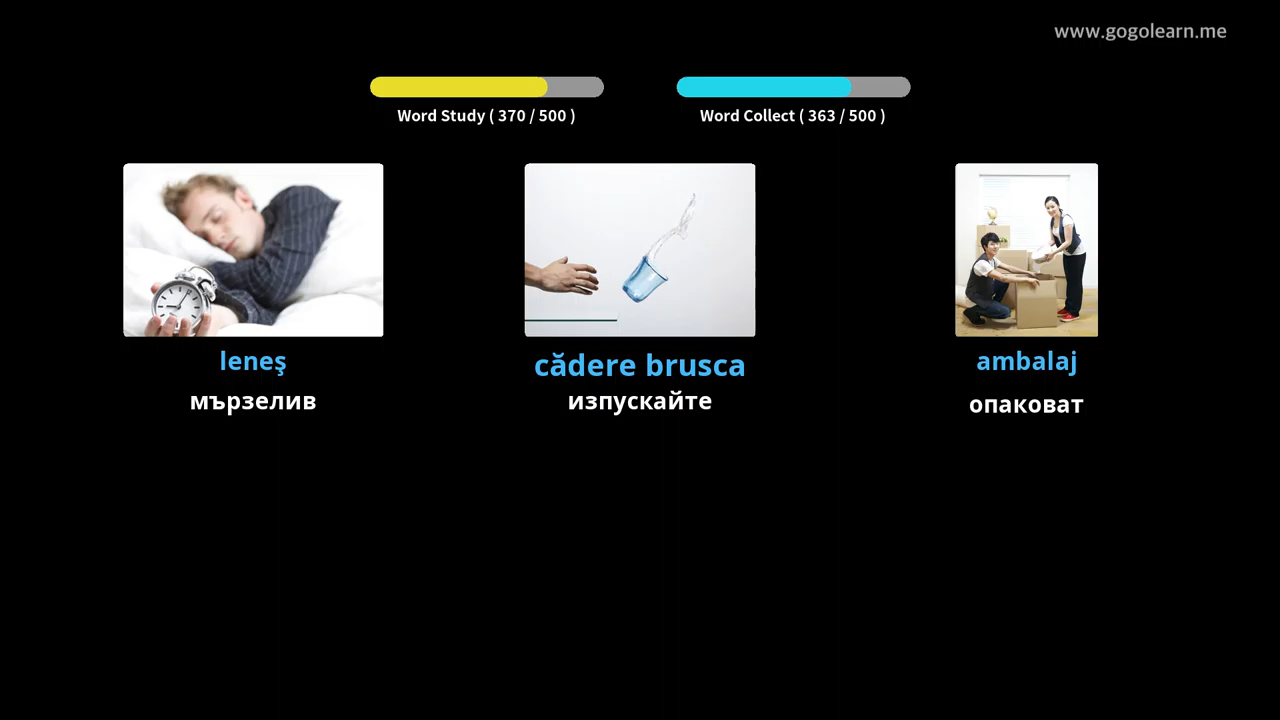 www.gogolearn.me
Word Study ( 370 / 500 )
Word Collect ( 363 / 500 )
leneş
cădere brusca
ambalaj
мързелив
изпускайте
опаковат